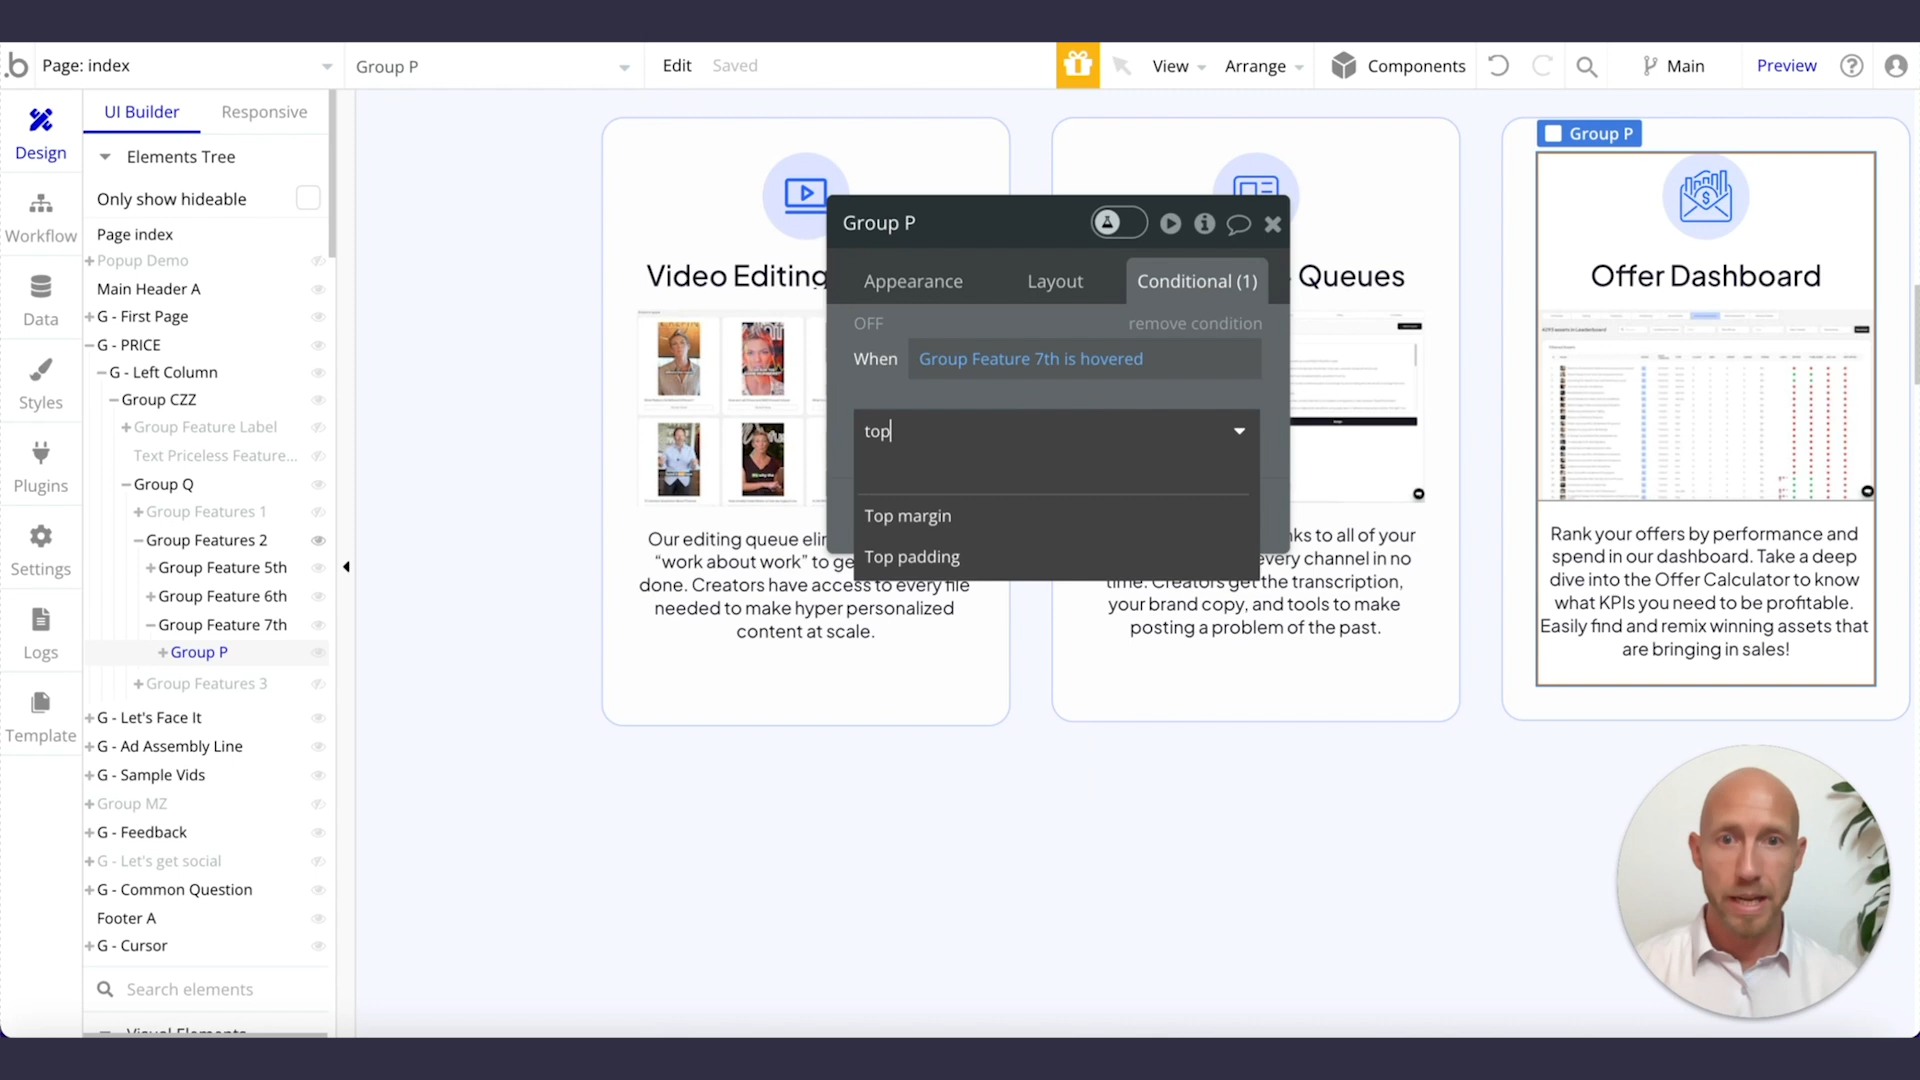 .b
Page: index
Group P
Edit
Saved
View
Arrange
Components
Main
Preview
?
Design
Workflow
Data
Styles
Plugins
Settings
Logs
Template
UI Builder
Responsive
Elements Tree
Only show hideable
Page index
Popup Demo
Main Header A
G - First Page
G - PRICE
G - Left Column
Group CZZ
Group Feature Label
Text Priceless Feature...
Group Q
Group Features 1
Group Features 2
Group Feature 5th
Group Feature 6th
Group Feature 7th
Group P
Group Features 3
G - Let's Face It
G - Ad Assembly Line
G - Sample Vids
Group MZ
G - Feedback
G - Let's get social
G - Common Question
Footer A
G - Cursor
Search elements
Visual Elements
Video Editing
Our editing queue elim
"work about work" to ge
done. Creators have access to every file
needed to make hyper personalized
content at scale.
Group P
Appearance
Layout
Conditional (1)
OFF
remove condition
When
Group Feature 7th is hovered
top
Top margin
Top padding
Queues
nks to all of your
every channel in no
time. Creators get the transcription,
your brand copy, and tools to make
posting a problem of the past.
Group P
Offer Dashboard
Rank your offers by performance and
spend in our dashboard. Take a deep
dive into the Offer Calculator to know
what KPIs you need to be profitable.
Easily find and remix winning assets that
are bringing in sales!